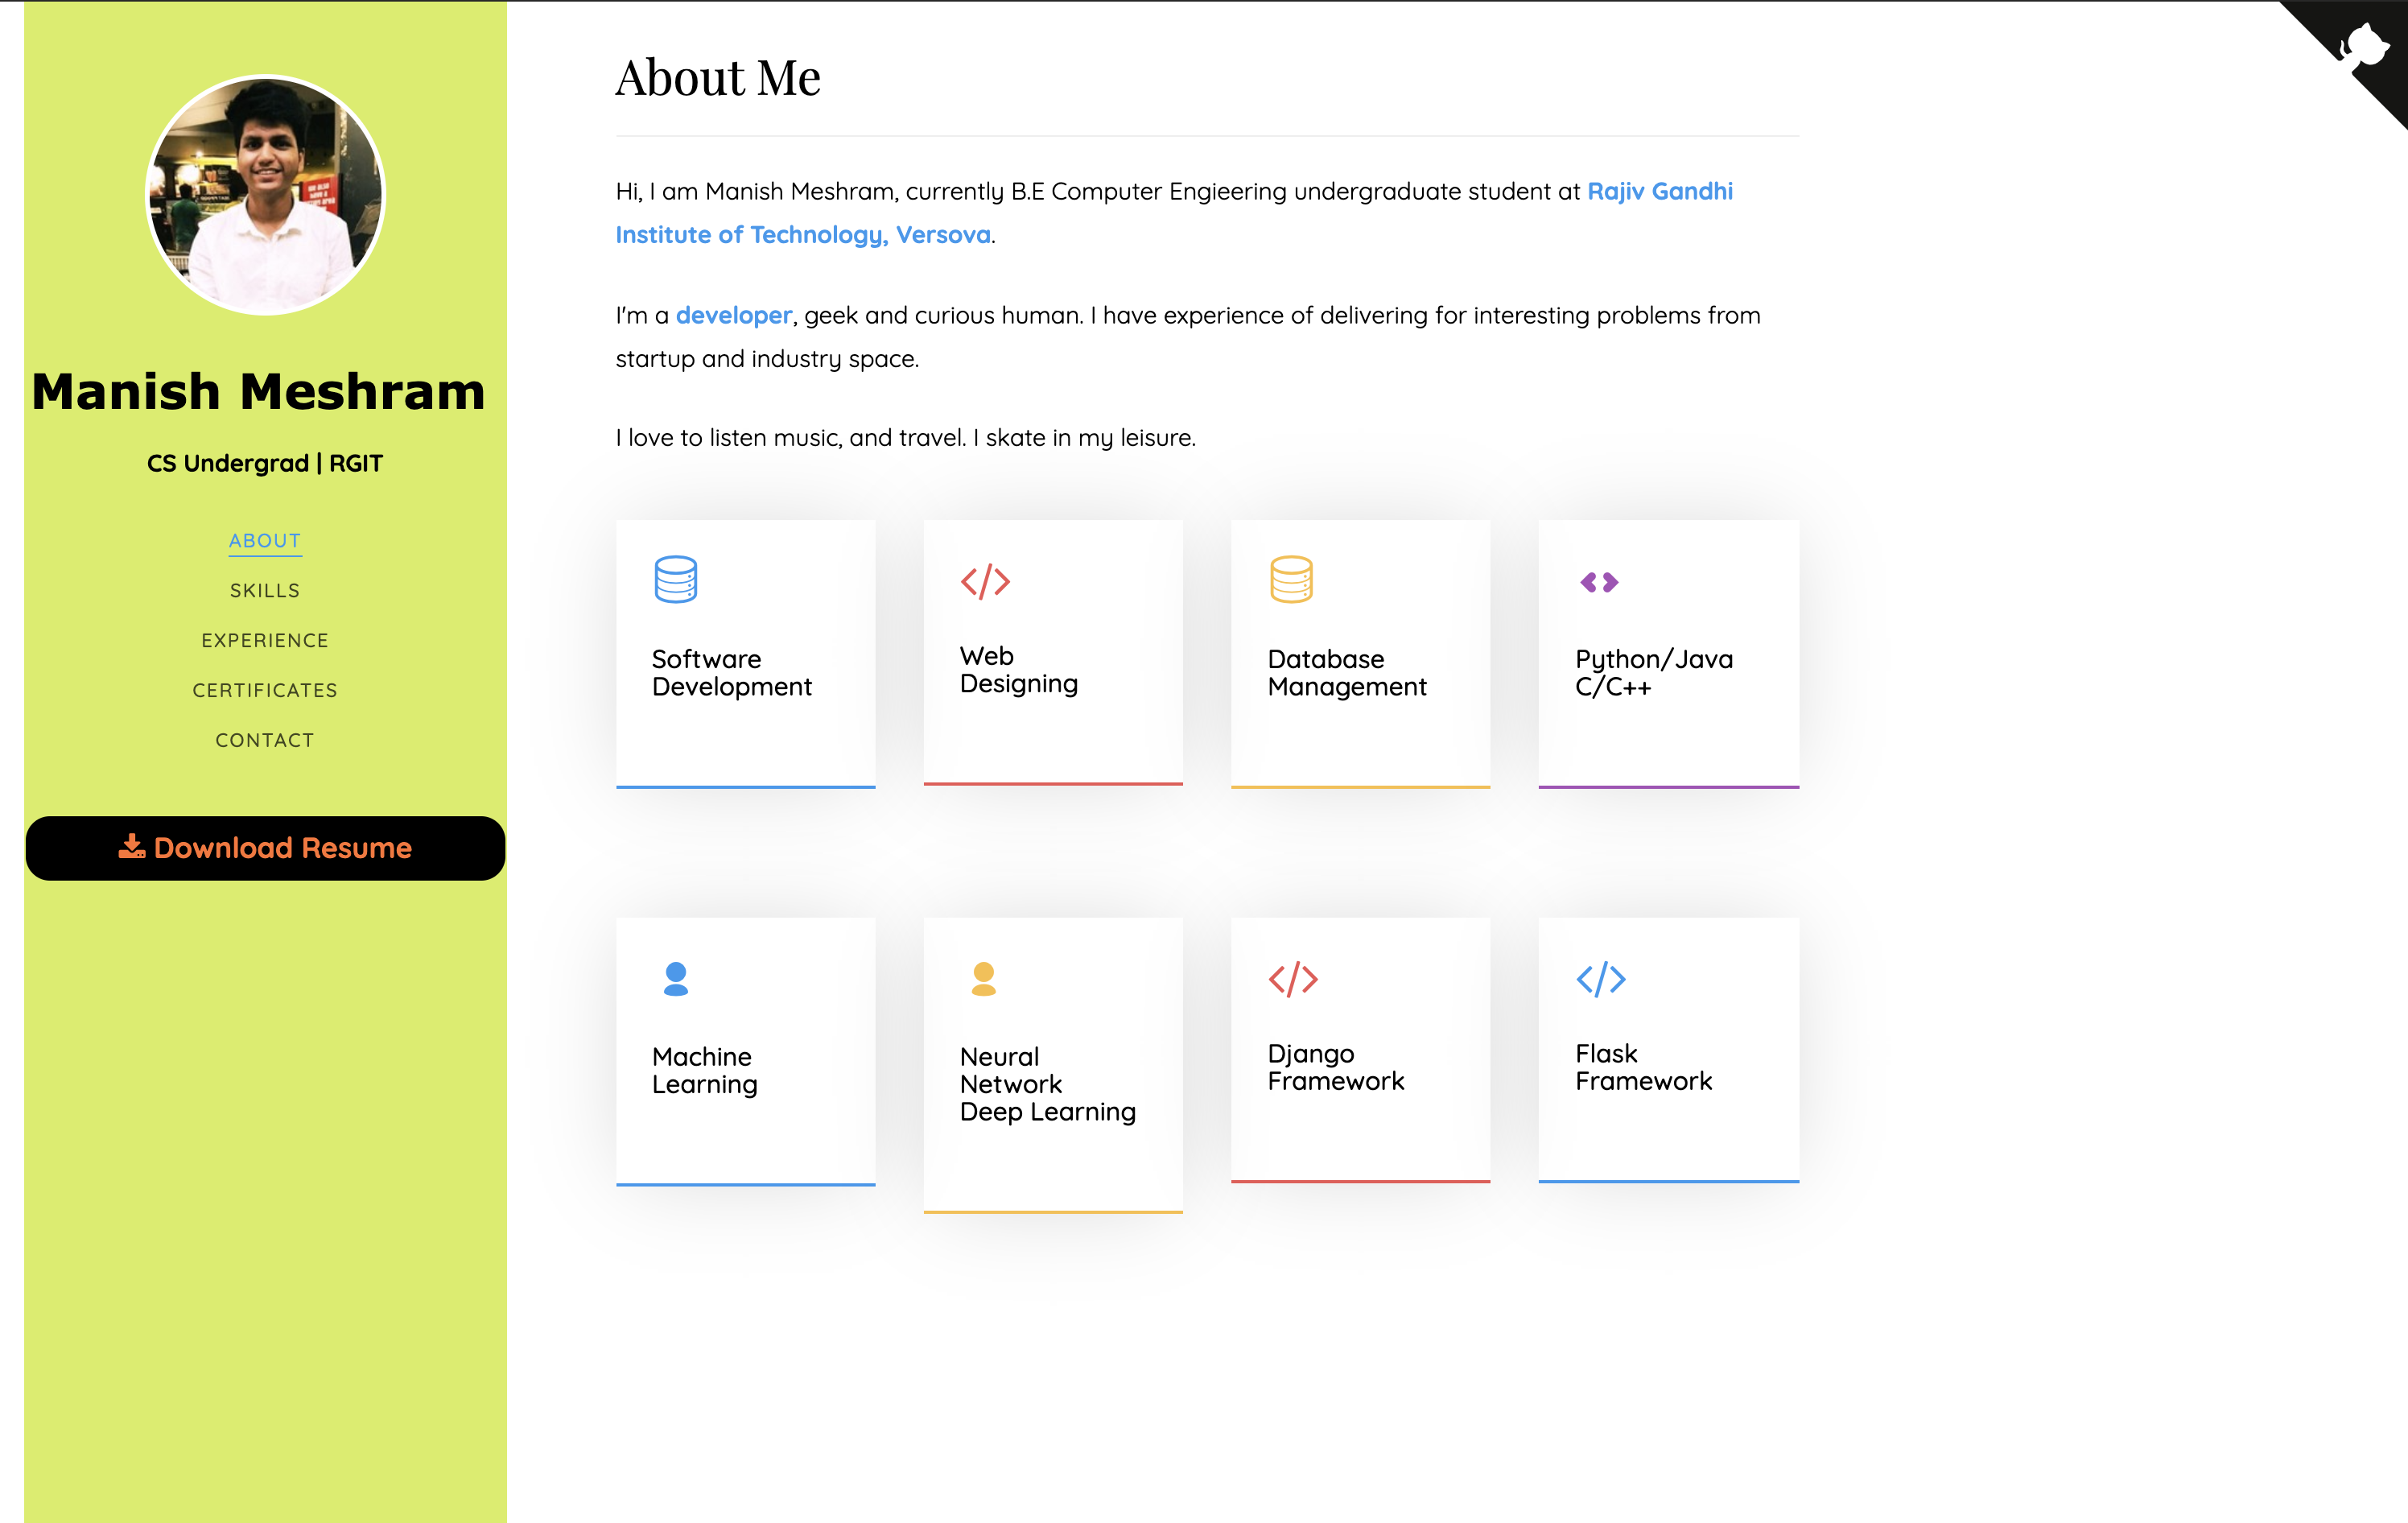 Manish Meshram
CS Undergrad | RGIT
ABOUT
SKILLS
EXPERIENCE
CERTIFICATES
CONTACT
Download Resume
About Me
Hi, I am Manish Meshram, currently B.E Computer Engieering undergraduate student at Rajiv Gandhi
Institute of Technology, Versova.
I'm a developer, geek and curious human. I have experience of delivering for interesting problems from
startup and industry space.
I love to listen music, and travel. I skate in my leisure.
Software
Development
Web
Designing
Database
Management
Python/Java
C/C++
Machine
Learning
Neural
Network
Deep Learning
Django
Framework
Flask
Framework